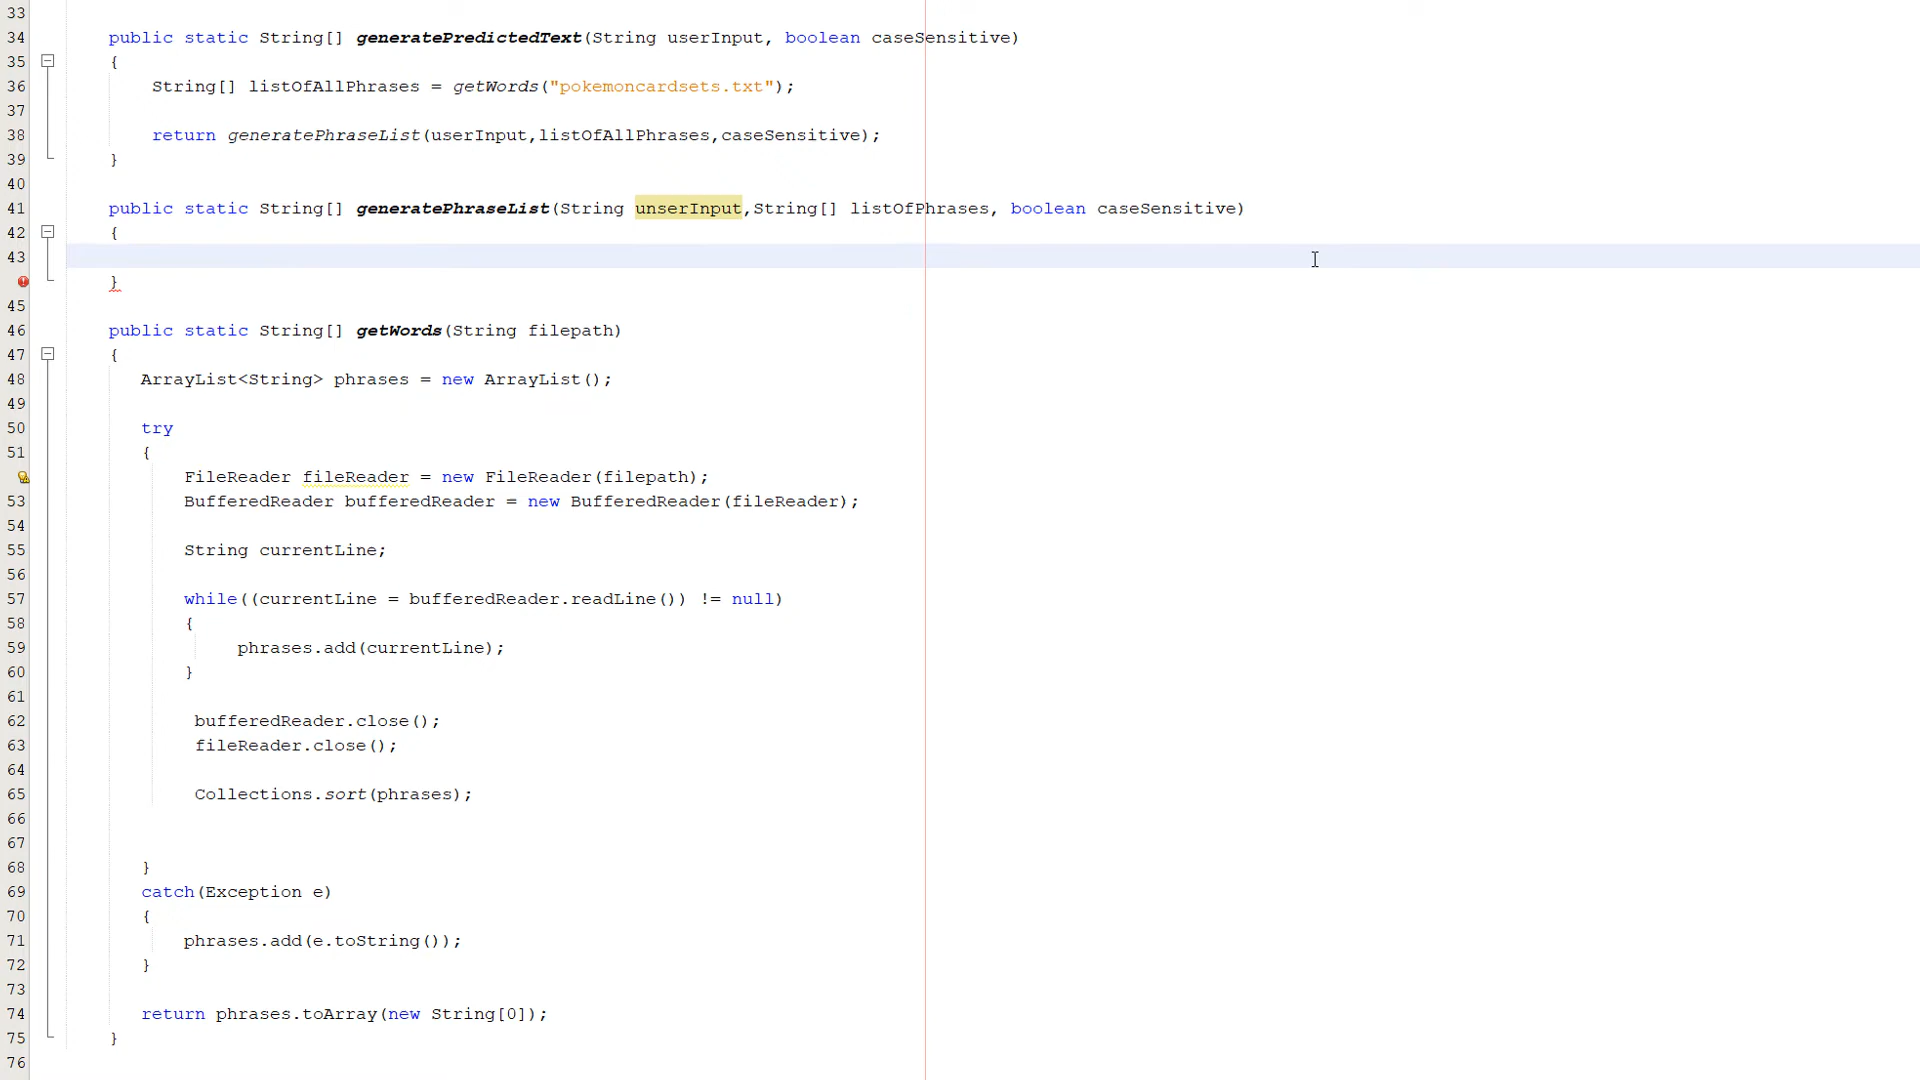 33
34 public static String[] generatePredictedText(String userInput, boolean caseSensitive)
35 {
36 String[] listOfAllPhrases = getWords("pokemoncardsets.txt");
37
38 return generatePhraseList(userInput,listOfAllPhrases,caseSensitive);
39 }
40
41 public static String[] generatePhraseList(String unserInput,String[] listOfPhrases, boolean caseSensitive)
42 {
43
}
45
46 public static String[] getWords(String filepath)
47 {
48 ArrayList<String> phrases = new ArrayList();
49
50 try
51 {
FileReader fileReader = new FileReader(filepath);
53 BufferedReader bufferedReader = new BufferedReader(fileReader);
54
55 String currentLine;
56
57 while((currentLine = bufferedReader.readLine()) != null)
58 {
59 phrases.add(currentLine);
60 }
61
62 bufferedReader.close();
63 fileReader.close();
64
65 Collections.sort(phrases);
66
67
68 }
69 catch(Exception e)
70 {
71 phrases.add(e.toString());
72 }
73
74 return phrases.toArray(new String[0]);
75 }
76